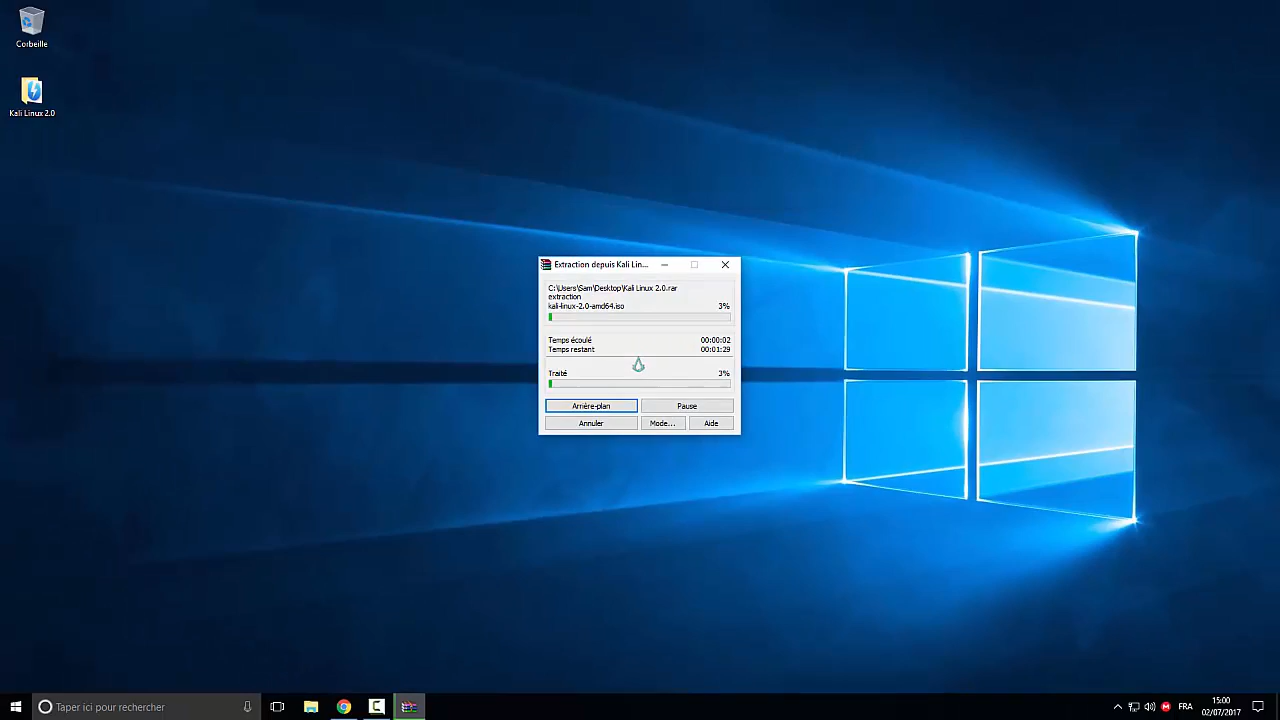 Corbeille
Kali Linux 2.0
Extraction depuis Kali Lin...
C:\Users\Sam\Desktop\Kali Linux 2.0.rar
extraction
kali-linux-2.0-amd64.iso 3%
Temps écoulé 00:00:02
Temps restant 00:01:29
Traité 3%
Arrière-plan Pause
Annuler Mode... Aide
Taper ici pour rechercher
FRA
15:00
02/07/2017